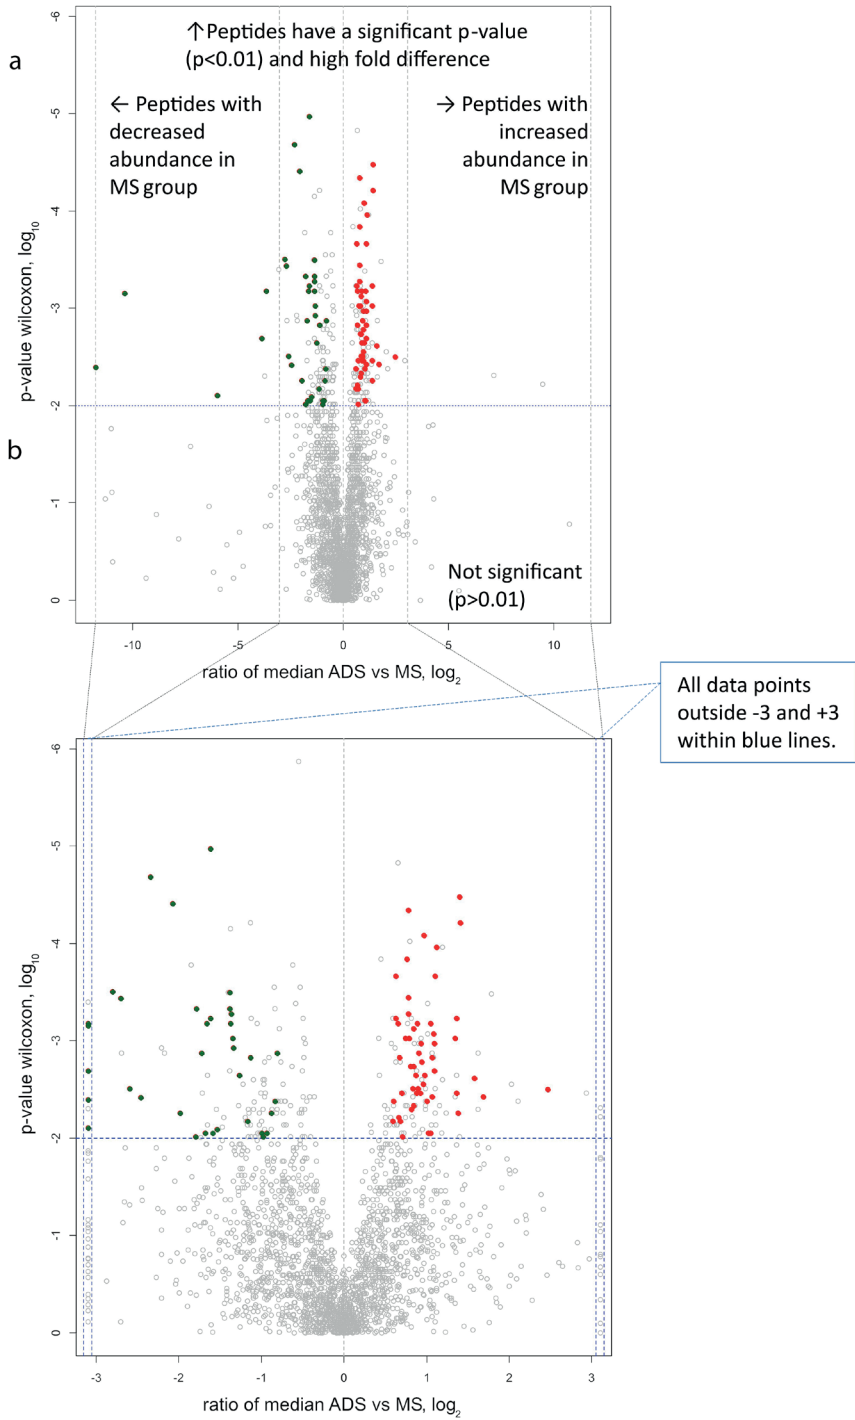 a
↑Peptides have a significant p-value
(p<0.01) and high fold difference
← Peptides with
decreased
abundance in
MS group
→ Peptides with
increased
abundance in
MS group
p-value wilcoxon, log10
-6
-5
-4
-3
-2
-1
0
Not significant
(p>0.01)
-10
-5
0
5
10
ratio of median ADS vs MS, log2
b
All data points
outside -3 and +3
within blue lines.
p-value wilcoxon, log10
-6
-5
-4
-3
-2
-1
0
-3
-2
-1
0
1
2
3
ratio of median ADS vs MS, log2